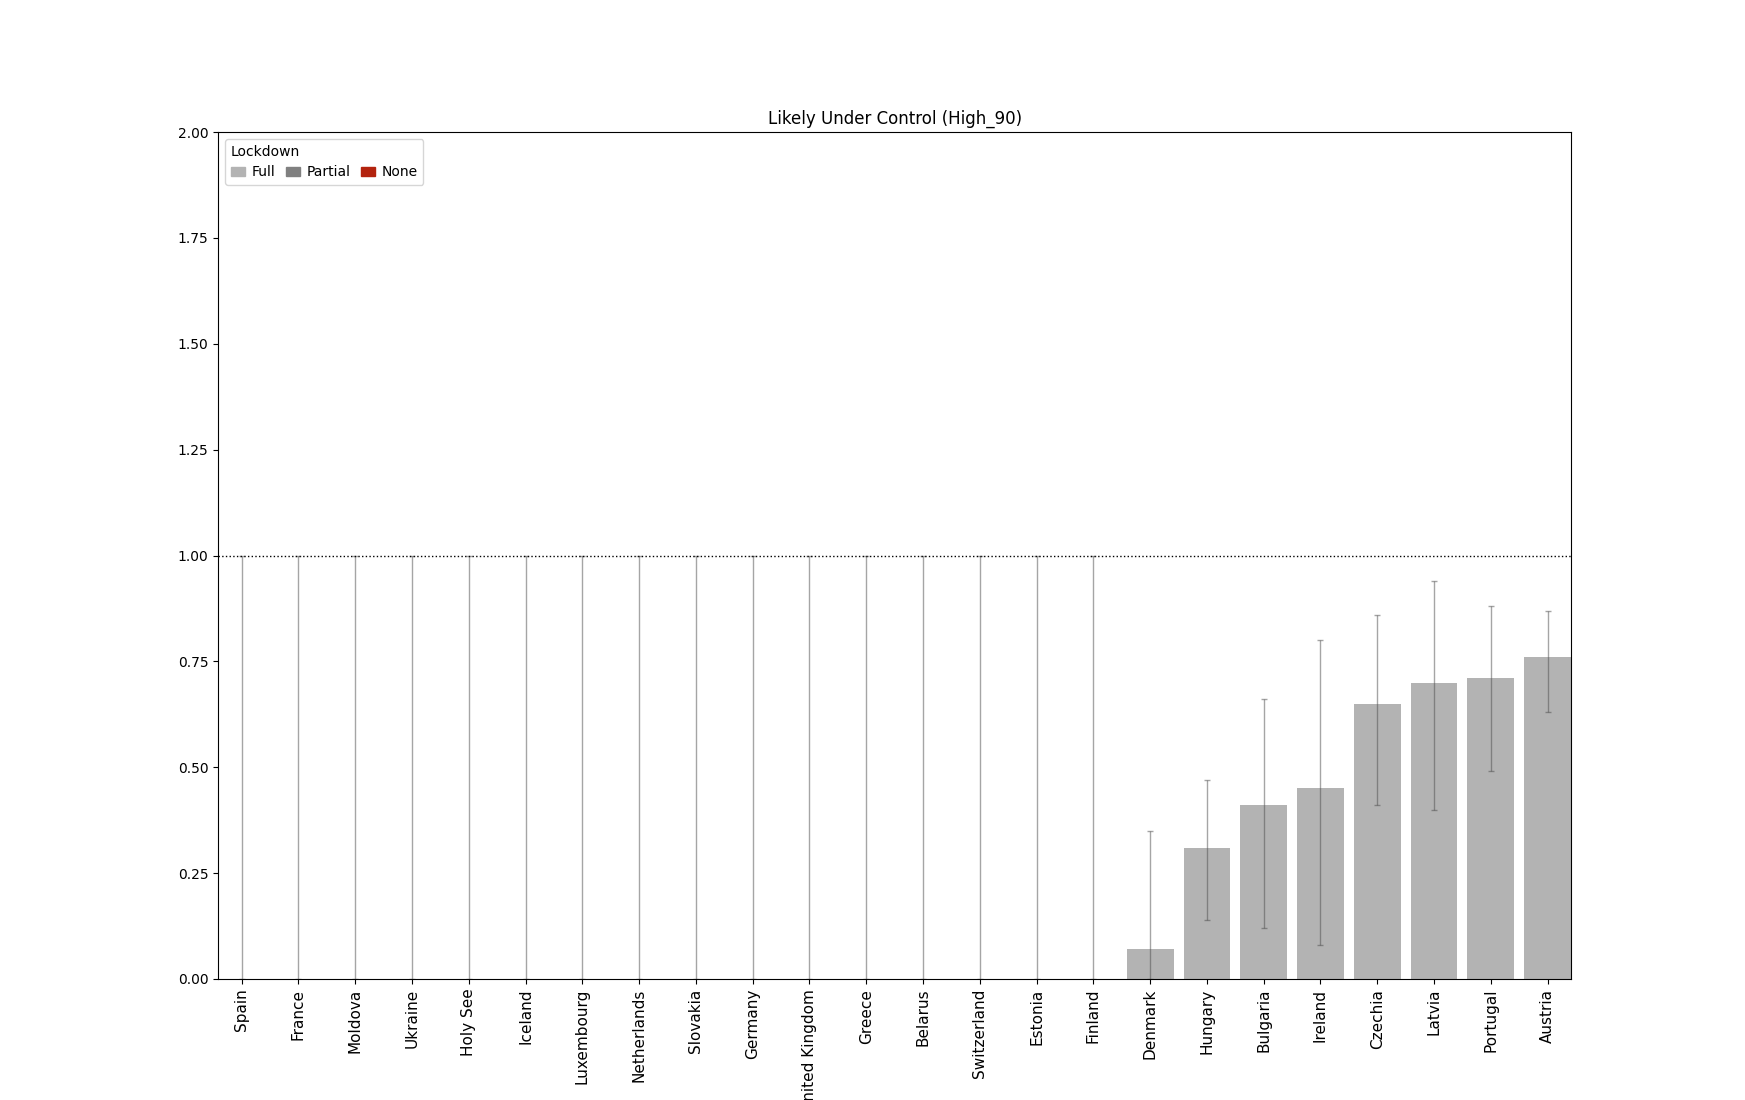 Likely Under Control (High_90)
Lockdown
Full Partial None
2.00
1.75
1.50
1.25
1.00
0.75
0.50
0.25
0.00
Spain
France
Moldova
Ukraine
Holy See
Iceland
Luxembourg
Netherlands
Slovakia
Germany
nited Kingdom
Greece
Belarus
Switzerland
Estonia
Finland
Denmark
Hungary
Bulgaria
Ireland
Czechia
Latvia
Portugal
Austria